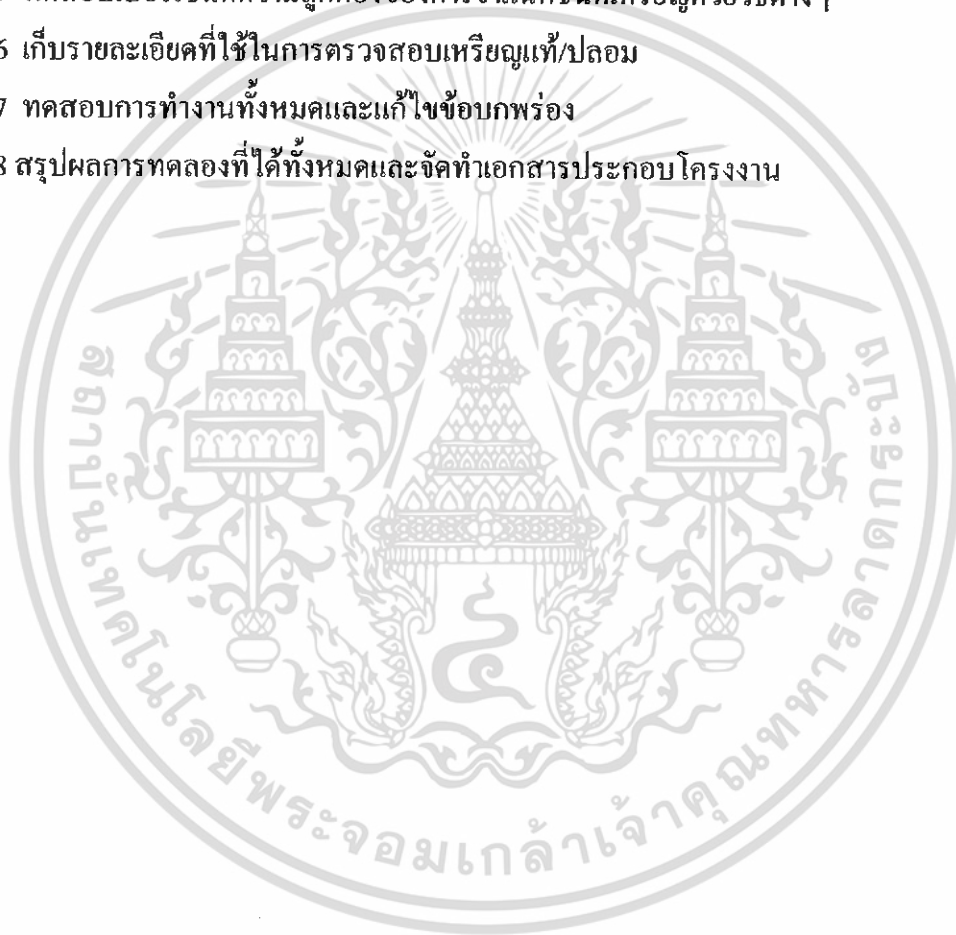 6 เก็บรายละเอียดที่ใช้ในการตรวจสอบเหรียญแท้/ปลอม
7 ทดสอบการทำงานทั้งหมดและแก้ไขข้อบกพร่อง
8 สรุปผลการทดลองที่ได้ทั้งหมดและจัดทำเอกสารประกอบโครงงาน
สถาบันเทคโนโลยีพระจอมเกล้าเจ้าคุณทหารลาดกระบัง